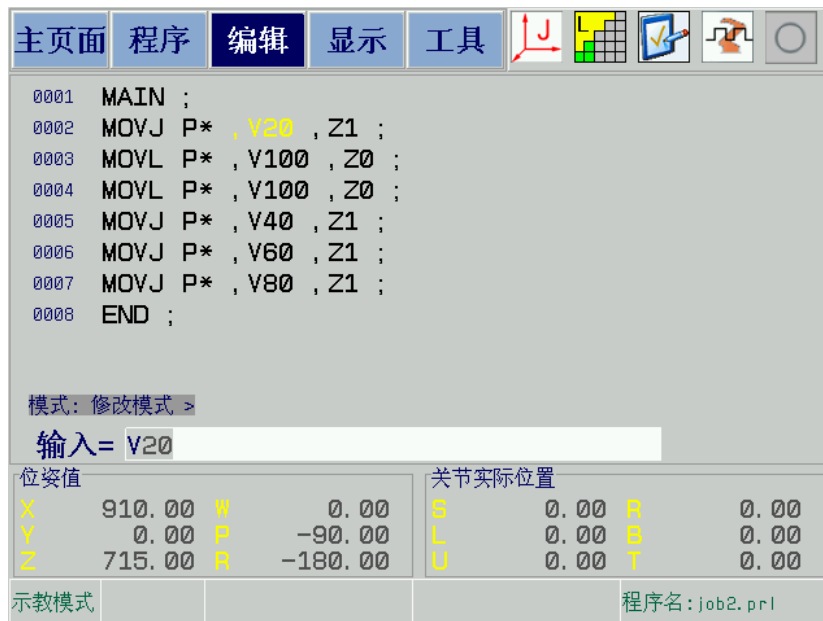 主页面 程序 编辑 显示 工具 J L
0001 MAIN ;
0002 MOVJ P* , V20 , Z1 ;
0003 MOVL P* , V100 , Z0 ;
0004 MOVL P* , V100 , Z0 ;
0005 MOVJ P* , V40 , Z1 ;
0006 MOVJ P* , V60 , Z1 ;
0007 MOVJ P* , V80 , Z1 ;
0008 END ;
模式: 修改模式 >
输入= V20
位姿值 关节实际位置
X 910.00 W 0.00 S 0.00 R 0.00
Y 0.00 P -90.00 L 0.00 B 0.00
Z 715.00 R -180.00 U 0.00 T 0.00
示教模式 程序名:job2.prl